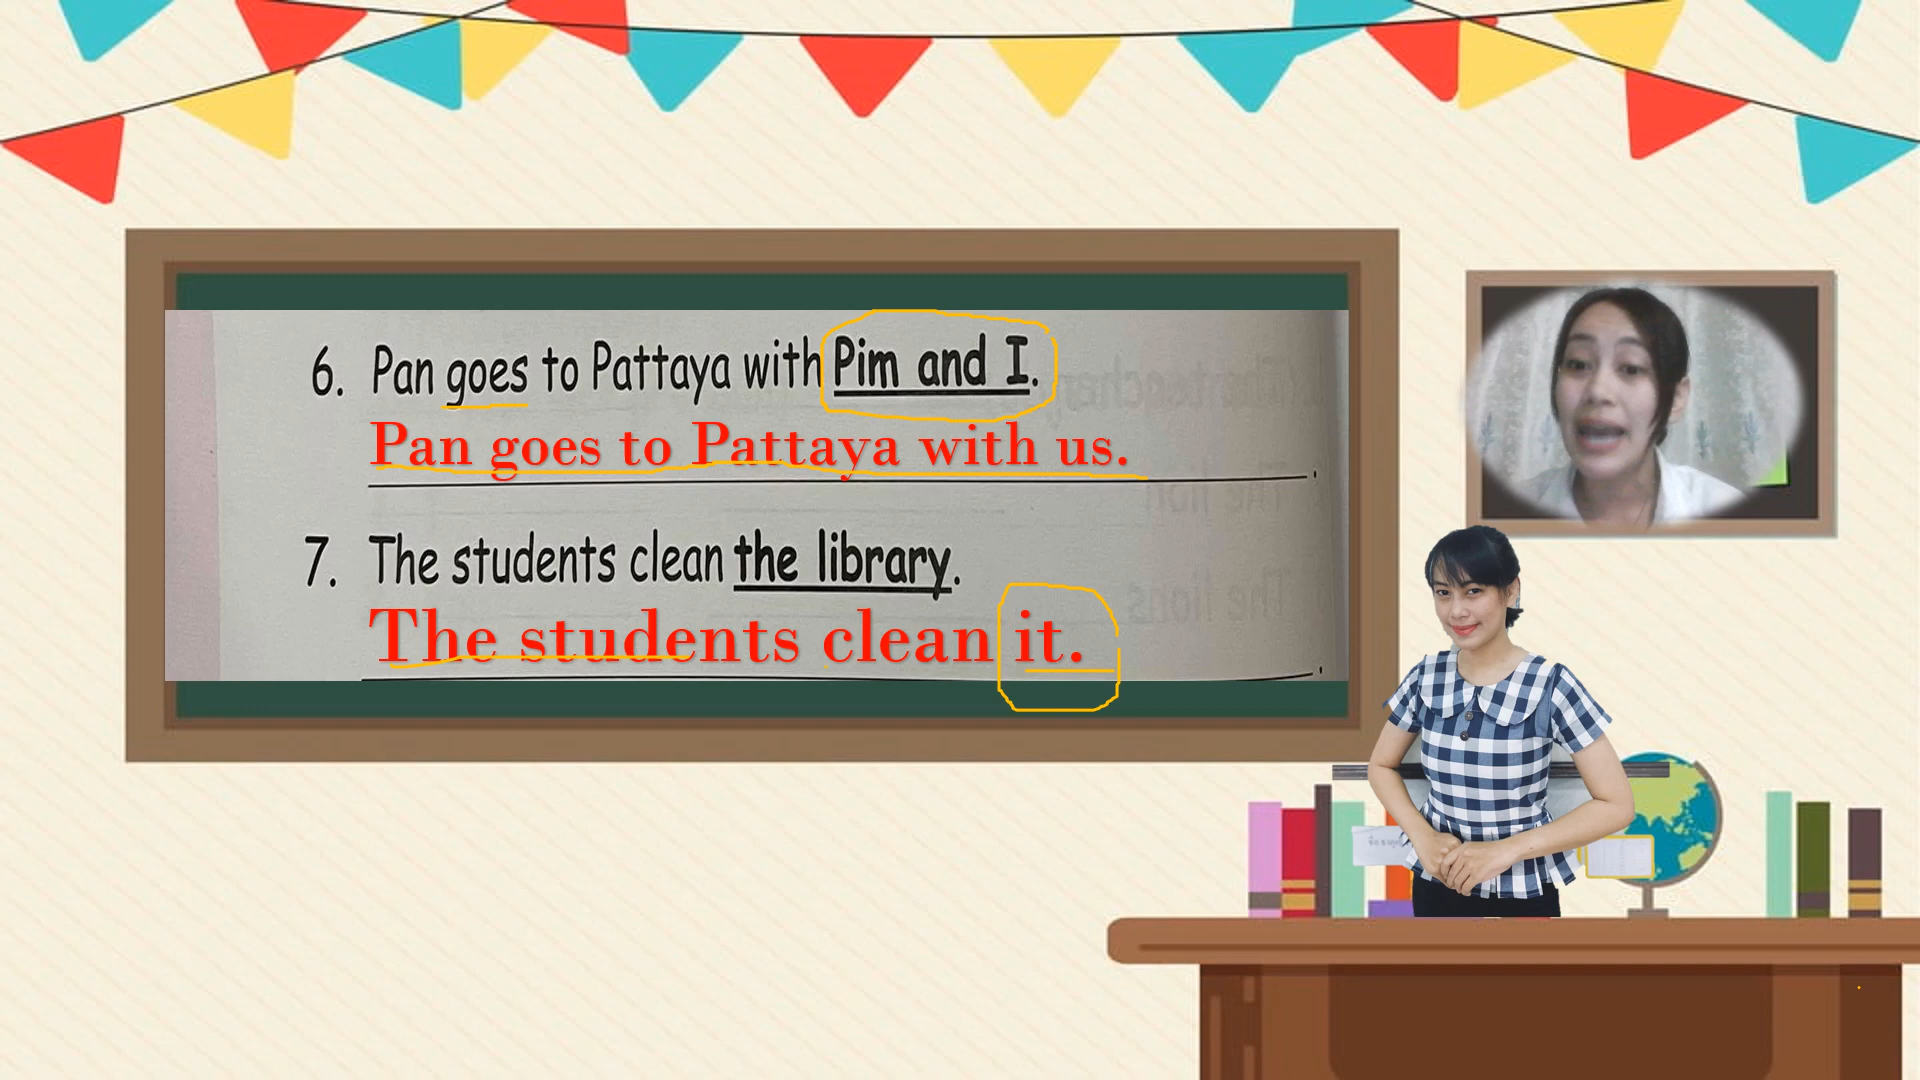 6. Pan goes to Pattaya with Pim and I.
Pan goes to Pattaya with us.
7. The students clean the library.
The students clean it.